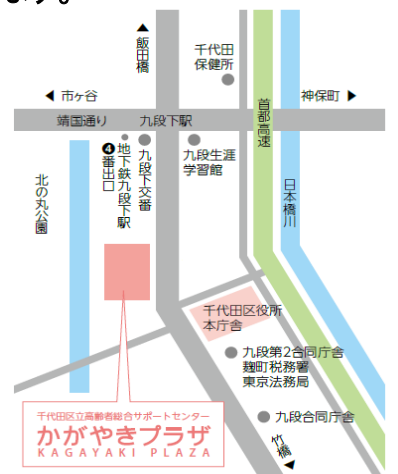 ▲
飯田橋
千代田
保健所
◀ 市ヶ谷
神保町 ▶
首都高速
靖国通り
九段下駅
❹番出口
地下鉄九段下駅
九段下交番
九段生涯
学習館
北の丸公園
日本橋川
千代田区役所
本庁舎
九段第2合同庁舎
麹町税務署
東京法務局
千代田区立高齢者総合サポートセンター
かがやきプラザ
KAGAYAKI PLAZA
九段合同庁舎
竹橋
▼